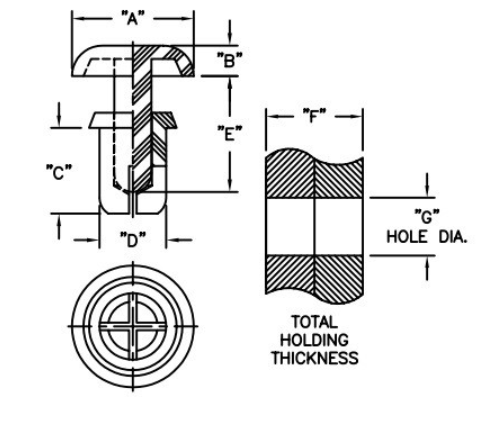 "A"
"B"
"E"
"F"
"C"
"G"
HOLE DIA.
"D"
TOTAL
HOLDING
THICKNESS